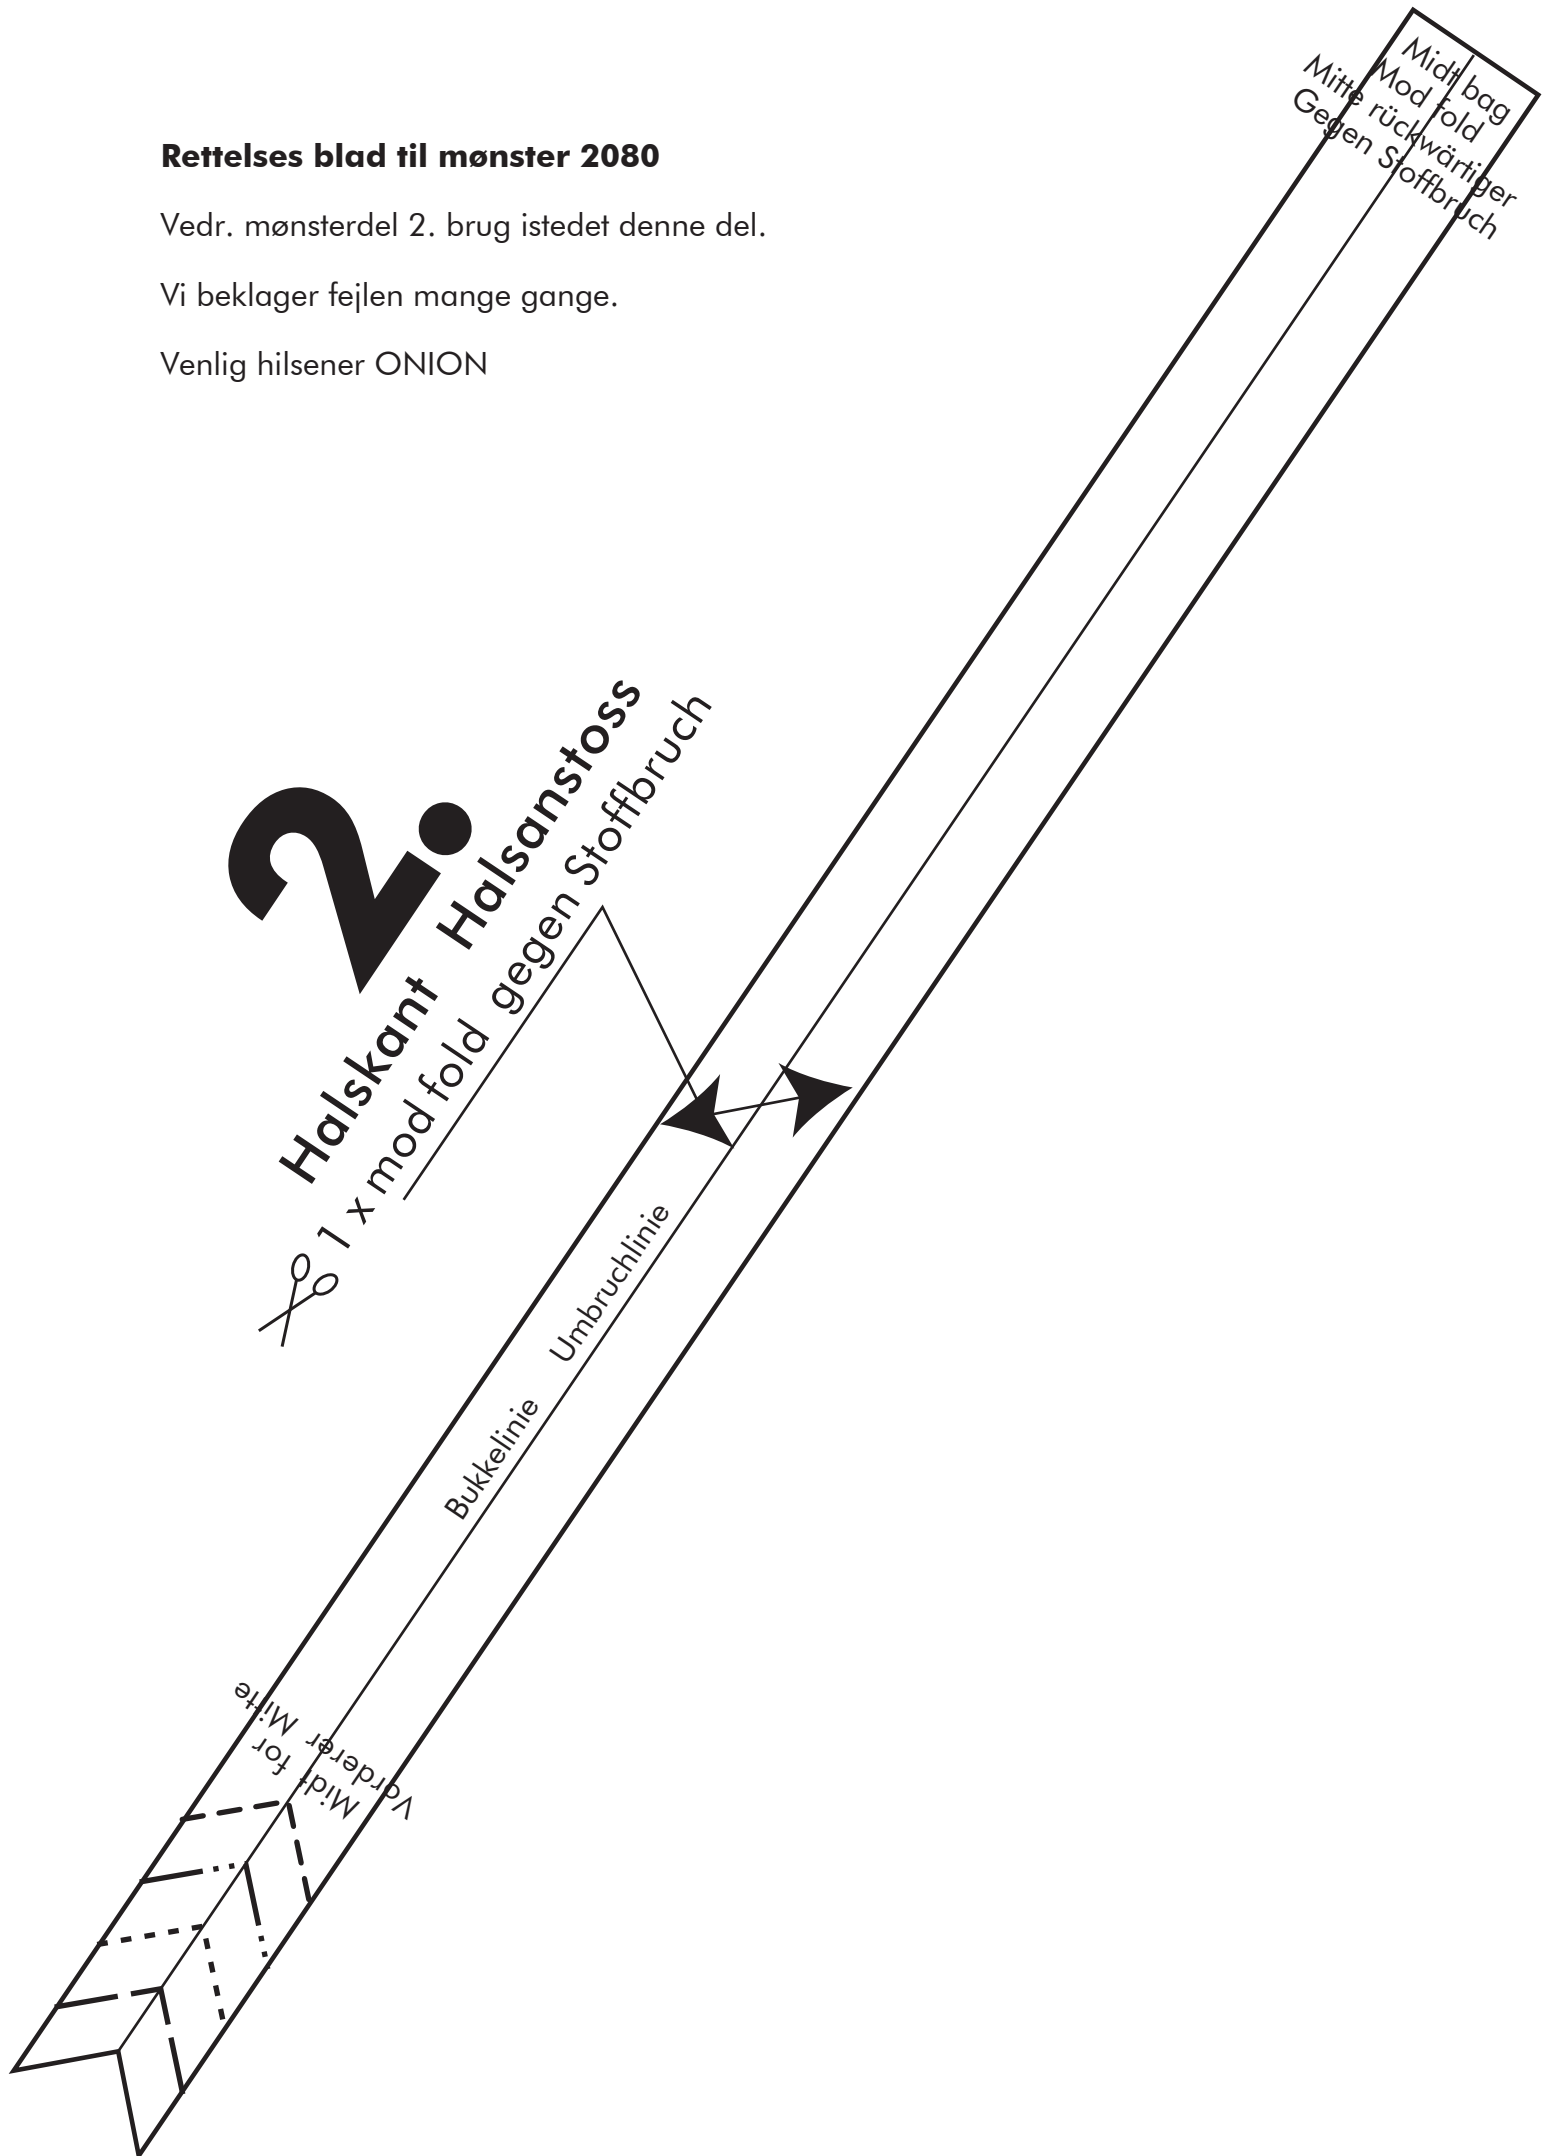 Rettelses blad til mønster 2080
Vedr. mønsterdel 2. brug istedet denne del.
Vi beklager fejlen mange gange.
Venlig hilsener ONION
Midt bag
Mod fold
Mitte rückwärtiger
Gegen Stoffbruch
2.
Halskant Halsanstoss
1 x mod fold gegen Stoffbruch
Bukkelinie Umbruchlinie
Midt for
Vorderer Mitte